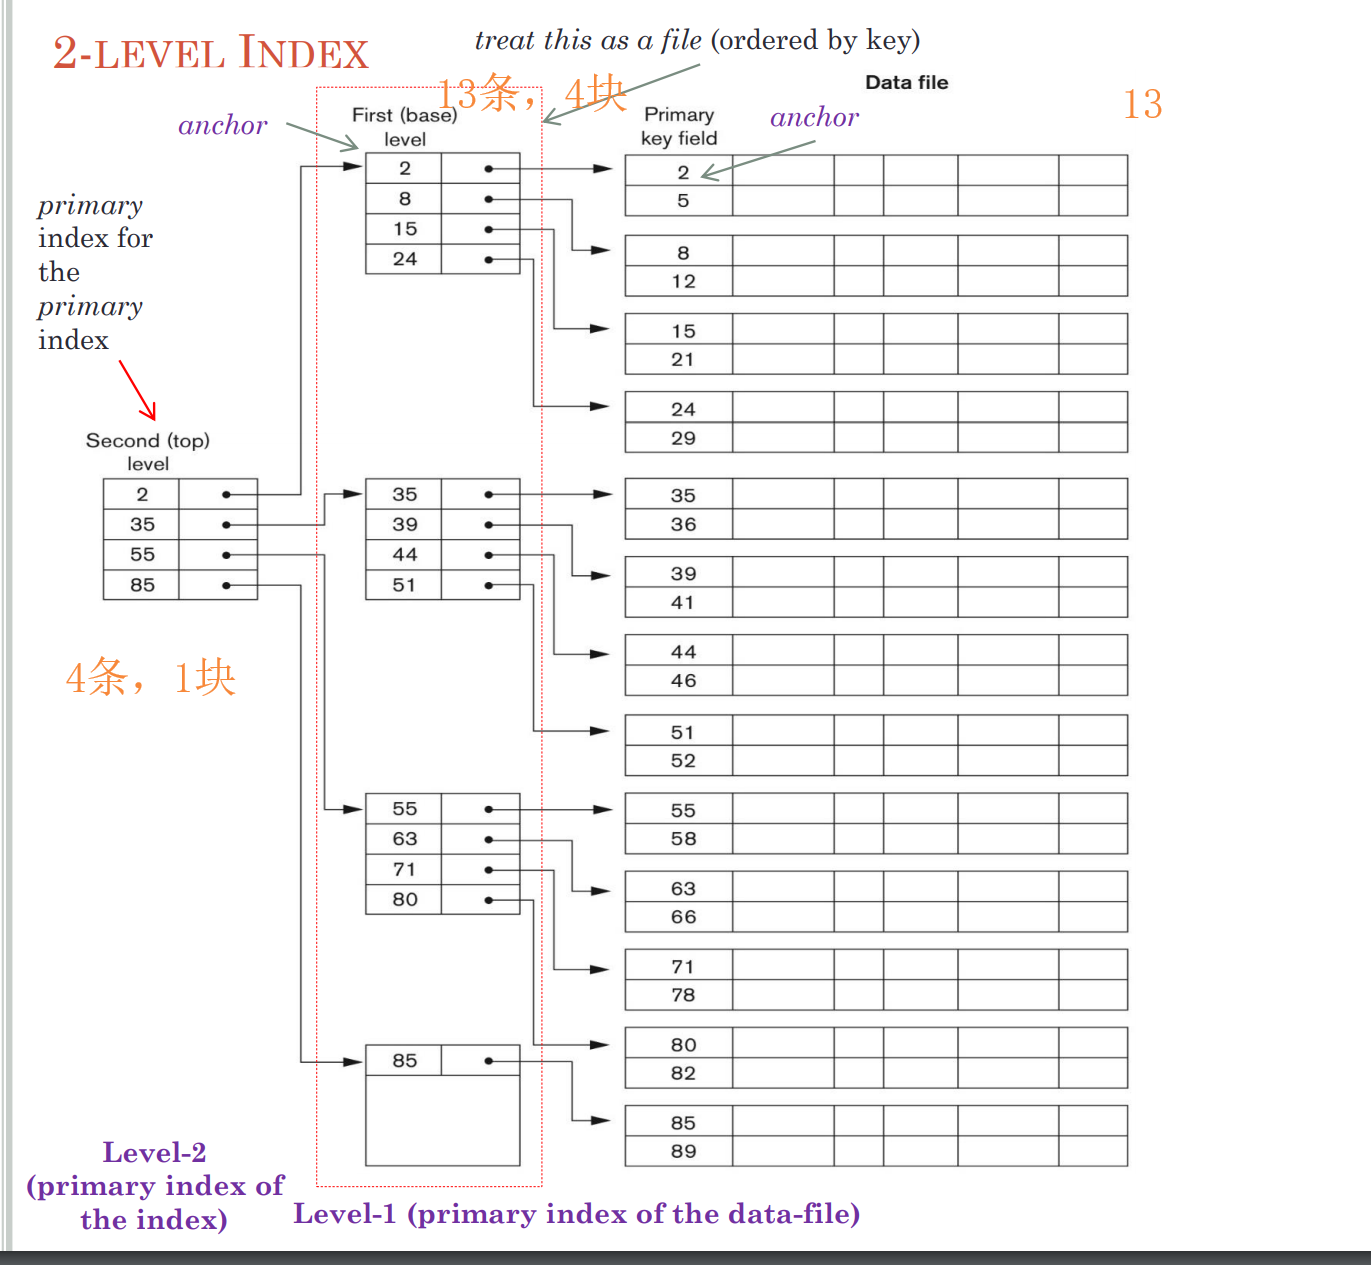 2-LEVEL INDEX
treat this as a file (ordered by key)
13条，4块
Data file
13
anchor
First (base)
level
Primary
key field
anchor
primary
index for
the
primary
index
2
8
15
24
2
5
8
12
15
21
24
29
Second (top)
level
2
35
55
85
35
39
44
51
35
36
39
41
44
46
51
52
4条，1块
55
63
71
80
55
58
63
66
71
78
80
82
85
85
89
Level-2
(primary index of
the index)
Level-1 (primary index of the data-file)